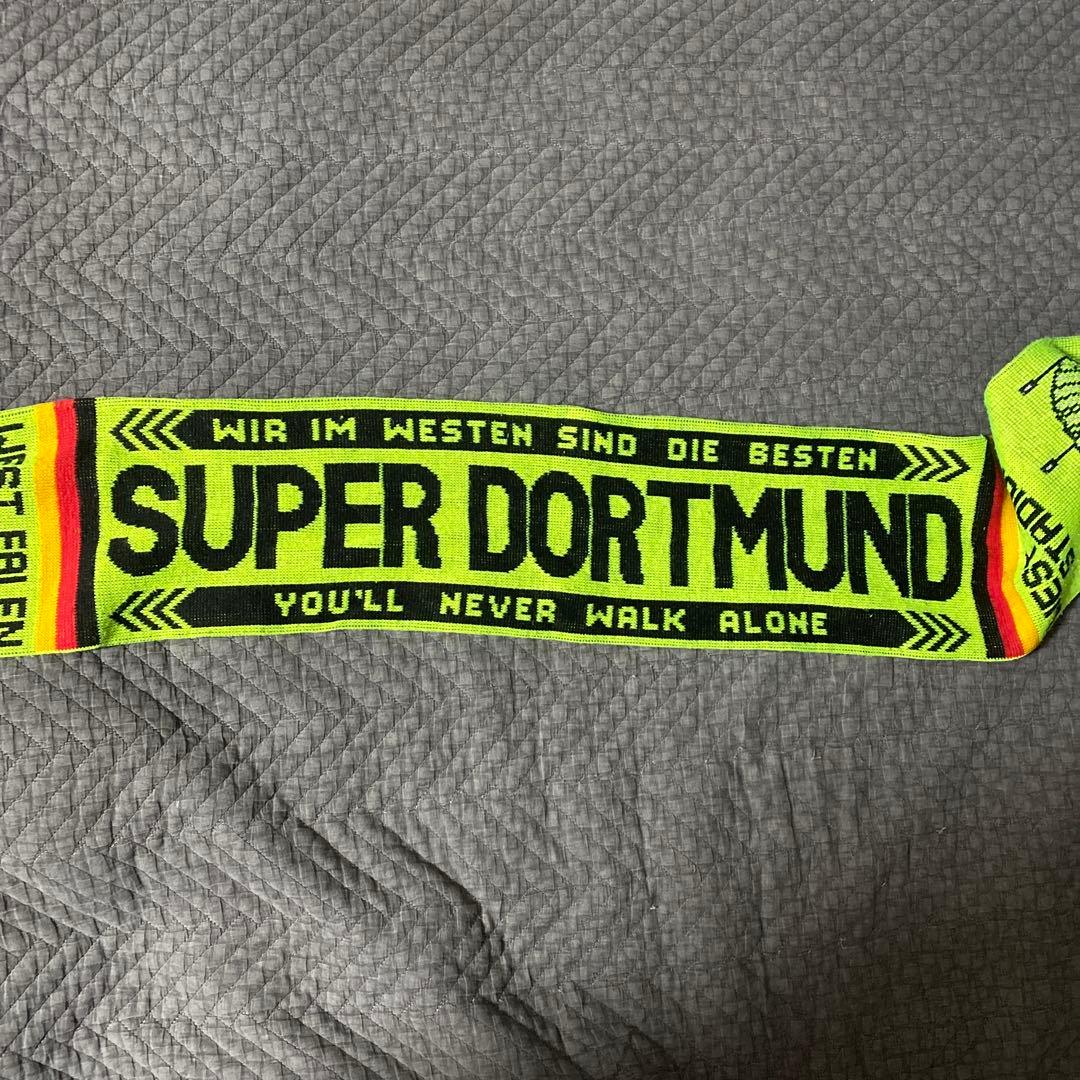 WIR IM WESTEN SIND DIE BESTEN
SUPER DORTMUND
YOU'LL NEVER WALK ALONE